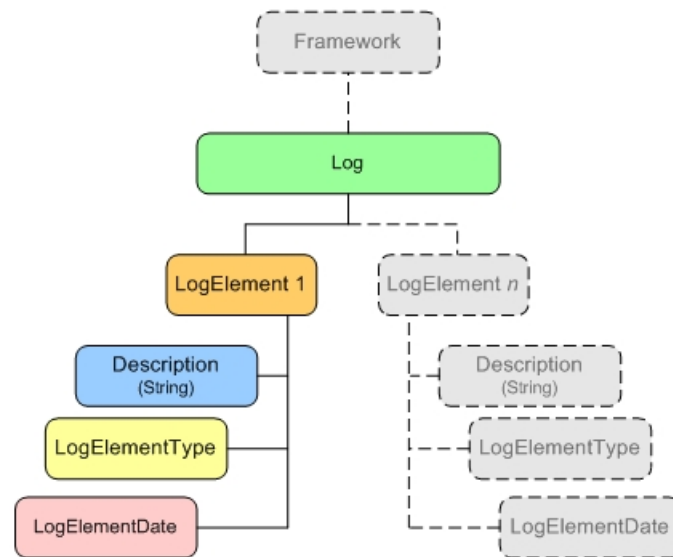 Framework
Log
LogElement 1
LogElement n
Description
(String)
Description
(String)
LogElementType
LogElementType
LogElementDate
LogElementDate